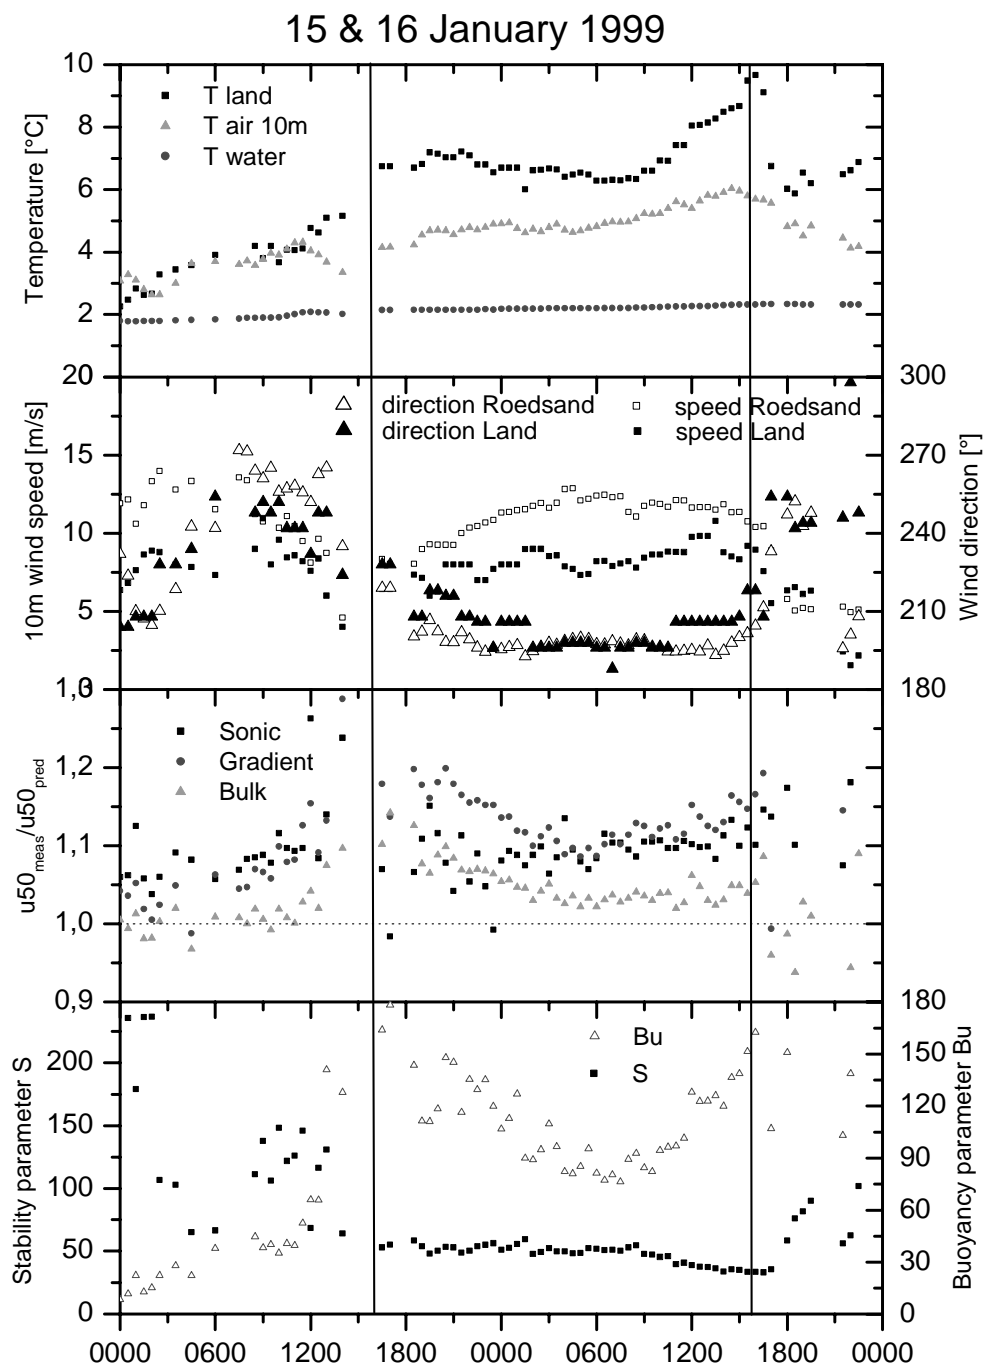 15 & 16 January 1999
Temperature [°C]
10
8
6
4
2
T land
T air 10m
T water
10m wind speed [m/s]
20
15
10
5
direction Roedsand
direction Land
speed Roedsand
speed Land
300
270
240
210
180
Wind direction [°]
u50meas/u50pred
1,3
1,2
1,1
1,0
0,9
Sonic
Gradient
Bulk
Stability parameter S
200
150
100
50
0
Bu
S
180
150
120
90
60
30
0
Buoyancy parameter Bu
0000 0600 1200 1800 0000 0600 1200 1800 0000